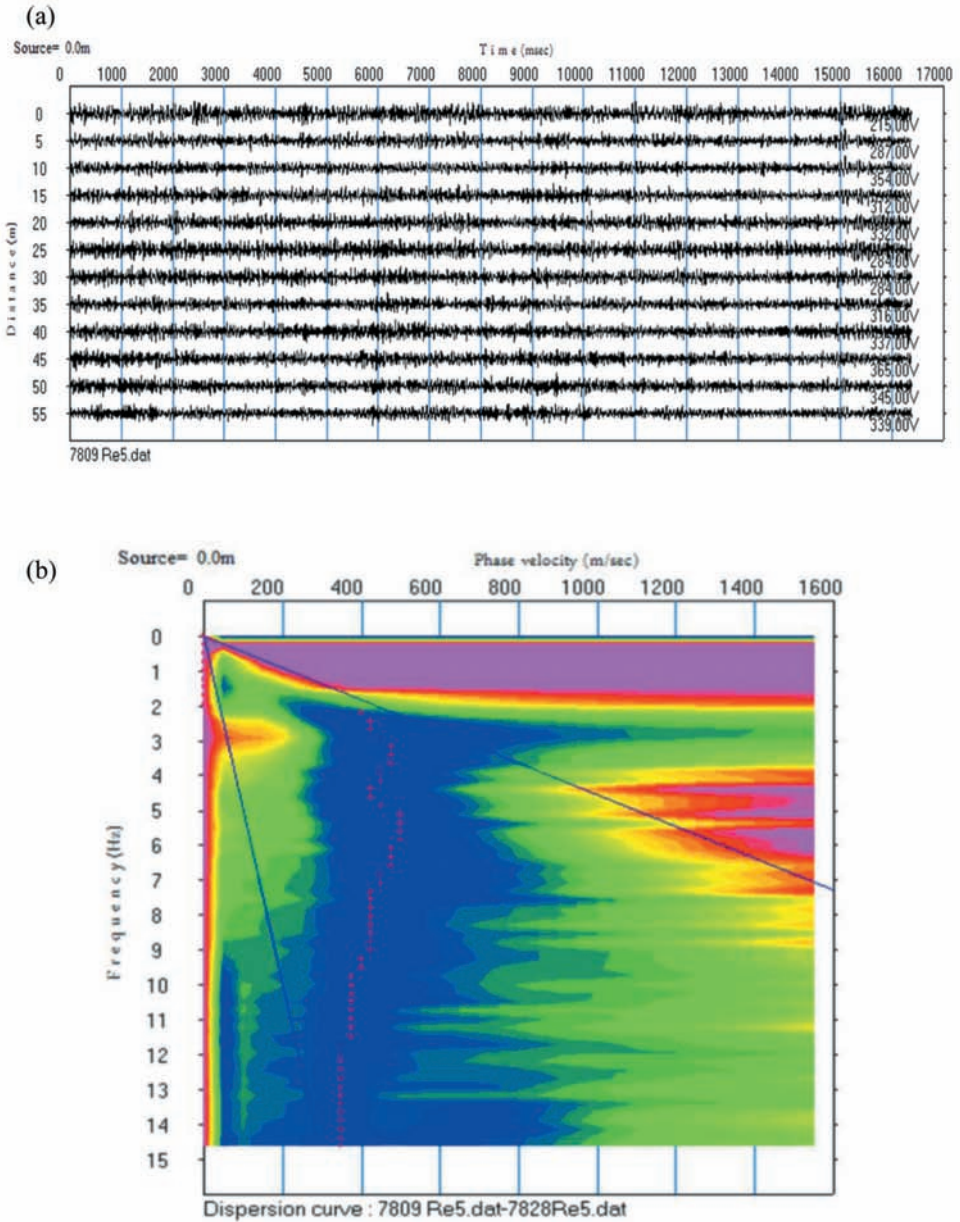 (a)
Source= 0.0m
Time (msec)
0 1000 2000 3000 4000 5000 6000 7000 8000 9000 10000 11000 12000 13000 14000 15000 16000 17000
Distance (m)
0
215.00V
5
287.00V
10
354.00V
15
312.00V
20
332.00V
25
284.00V
30
284.00V
35
316.00V
40
337.00V
45
365.00V
50
345.00V
55
339.00V
7809 Re5.dat
(b)
Source= 0.0m
Phase velocity (m/sec)
0 200 400 600 800 1000 1200 1400 1600
Frequency (Hz)
0
1
2
3
4
5
6
7
8
9
10
11
12
13
14
15
Dispersion curve : 7809 Re5.dat-7828Re5.dat